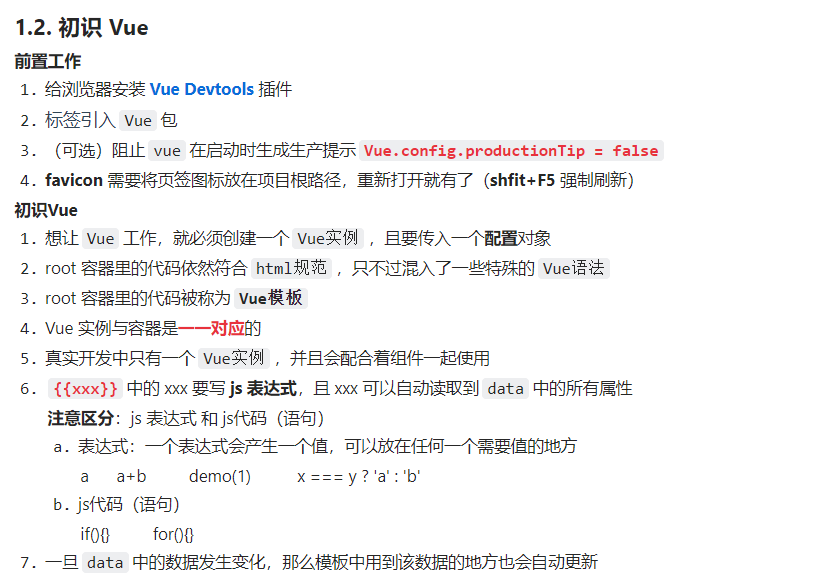 1.2. 初识 Vue
前置工作
1. 给浏览器安装 Vue Devtools 插件
2. 标签引入 Vue 包
3. （可选）阻止 vue 在启动时生成生产提示 Vue.config.productionTip = false
4. favicon 需要将页签图标放在项目根路径，重新打开就有了（shfit+F5 强制刷新）
初识Vue
1. 想让 Vue 工作，就必须创建一个 Vue实例 ，且要传入一个配置对象
2. root 容器里的代码依然符合 html规范 ，只不过混入了一些特殊的 Vue语法
3. root 容器里的代码被称为 Vue模板
4. Vue 实例与容器是一一对应的
5. 真实开发中只有一个 Vue实例 ，并且会配合着组件一起使用
6. {{xxx}} 中的 xxx 要写 js 表达式，且 xxx 可以自动读取到 data 中的所有属性
注意区分：js 表达式 和 js代码（语句）
a. 表达式：一个表达式会产生一个值，可以放在任何一个需要值的地方
a a+b demo(1) x === y ? 'a' : 'b'
b. js代码（语句）
if(){} for(){}
7. 一旦 data 中的数据发生变化，那么模板中用到该数据的地方也会自动更新